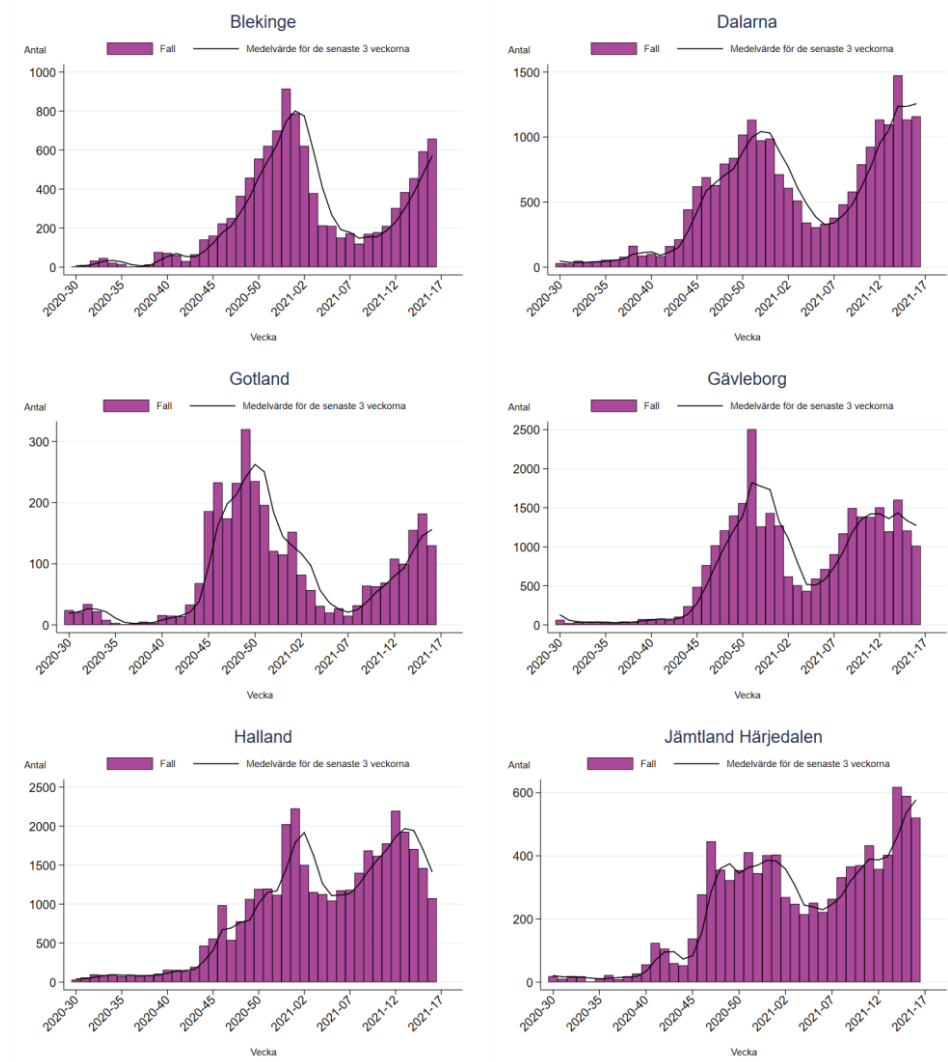 Blekinge
Antal
Fall
Medelvärde för de senaste 3 veckorna
1000
800
600
400
200
0
2020-30
2020-35
2020-40
2020-45
2020-50
2021-02
2021-07
2021-12
2021-17
Vecka
Dalarna
Antal
Fall
Medelvärde för de senaste 3 veckorna
1500
1000
500
0
2020-30
2020-35
2020-40
2020-45
2020-50
2021-02
2021-07
2021-12
2021-17
Vecka
Gotland
Antal
Fall
Medelvärde för de senaste 3 veckorna
300
200
100
0
2020-30
2020-35
2020-40
2020-45
2020-50
2021-02
2021-07
2021-12
2021-17
Vecka
Gävleborg
Antal
Fall
Medelvärde för de senaste 3 veckorna
2500
2000
1500
1000
500
0
2020-30
2020-35
2020-40
2020-45
2020-50
2021-02
2021-07
2021-12
2021-17
Vecka
Halland
Antal
Fall
Medelvärde för de senaste 3 veckorna
2500
2000
1500
1000
500
0
2020-30
2020-35
2020-40
2020-45
2020-50
2021-02
2021-07
2021-12
2021-17
Vecka
Jämtland Härjedalen
Antal
Fall
Medelvärde för de senaste 3 veckorna
600
400
200
0
2020-30
2020-35
2020-40
2020-45
2020-50
2021-02
2021-07
2021-12
2021-17
Vecka